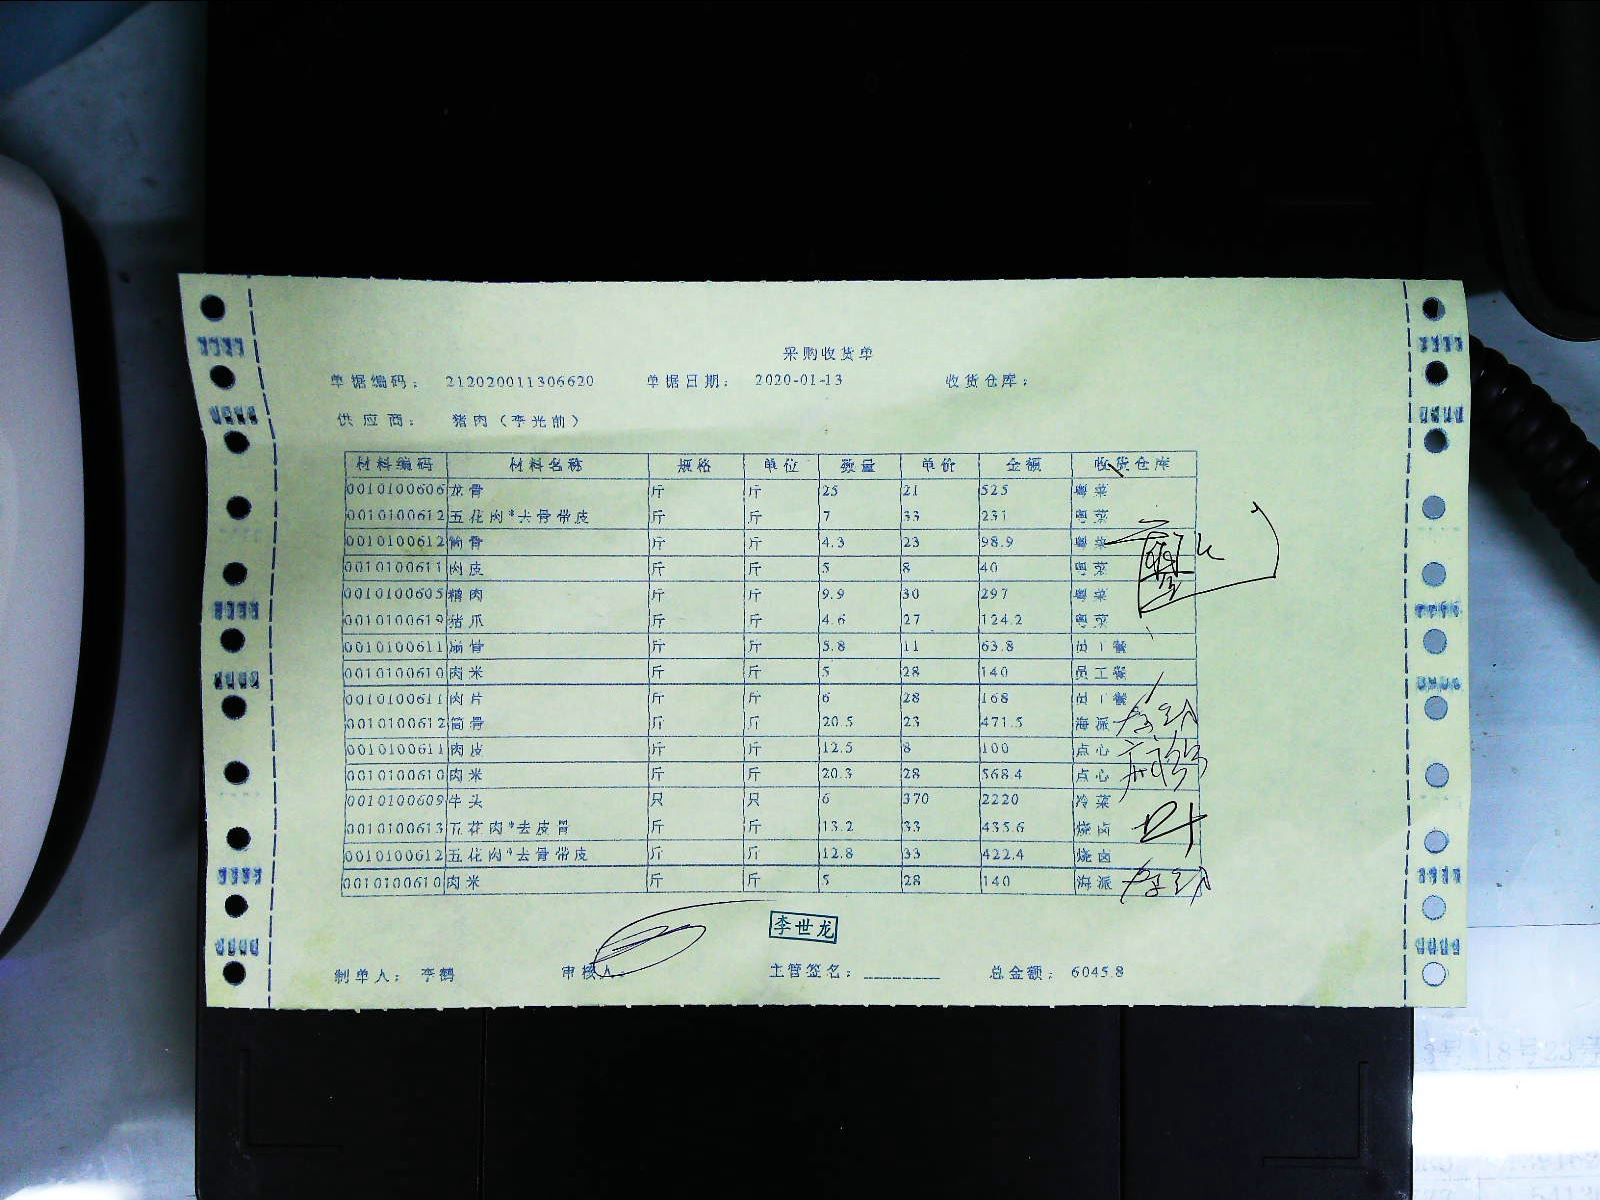 采购收货单
单据编码： 212020011306620 单据日期： 2020-01-13 收货仓库：
供应商： 猪肉（李光前）
材料编码 材料名称 规格 单位 数量 单价 金额 收货仓库
0010100606 龙骨 斤 斤 25 21 525 粤菜
0010100612 五花肉*去骨带皮 斤 斤 7 33 231 粤菜
0010100612 筒骨 斤 斤 4.3 23 98.9 粤菜
0010100611 肉皮 斤 斤 5 8 40 粤菜
0010100605 精肉 斤 斤 9.9 30 297 粤菜
0010100619 猪爪 斤 斤 4.6 27 124.2 粤菜
0010100611 扇骨 斤 斤 5.8 11 63.8 员工餐
0010100610 肉米 斤 斤 5 28 140 员工餐
0010100611 肉片 斤 斤 6 28 168 员工餐
0010100612 筒骨 斤 斤 20.5 23 471.5 海派
0010100611 肉皮 斤 斤 12.5 8 100 点心
0010100610 肉米 斤 斤 20.3 28 568.4 点心
0010100609 牛头 只 只 6 370 2220 冷菜
0010100613 五花肉*去皮骨 斤 斤 13.2 33 435.6 烧卤
0010100612 五花肉*去骨带皮 斤 斤 12.8 33 422.4 烧卤
0010100610 肉米 斤 斤 5 28 140 海派
李世龙
制单人： 李鹤 审核人： 主管签名： ________ 总金额： 6045.8